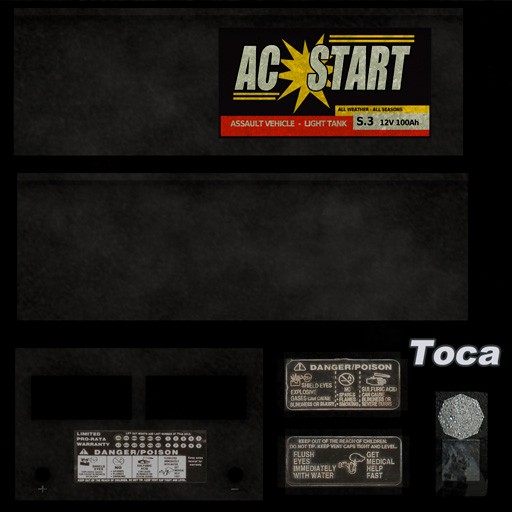 AC START
ALL WEATHER - ALL SEASONS
ASSAULT VEHICLE - LIGHT TANK
S.3 12V 100Ah
Toca
DANGER/POISON
SHIELD EYES
EXPLOSIVE
GASES CAN CAUSE
BLINDNESS OR INJURY
NO
SPARKS
FLAMES
SMOKING
SULFURIC ACID
CAN CAUSE
BLINDNESS OR
SEVERE BURNS
LIMITED
PRO-RATA
WARRANTY
DANGER/POISON
KEEP OUT OF THE REACH OF CHILDREN.
DO NOT TIP. KEEP VENT CAPS TIGHT AND LEVEL.
FLUSH
EYES
IMMEDIATELY
WITH WATER
GET
MEDICAL
HELP
FAST
+ -